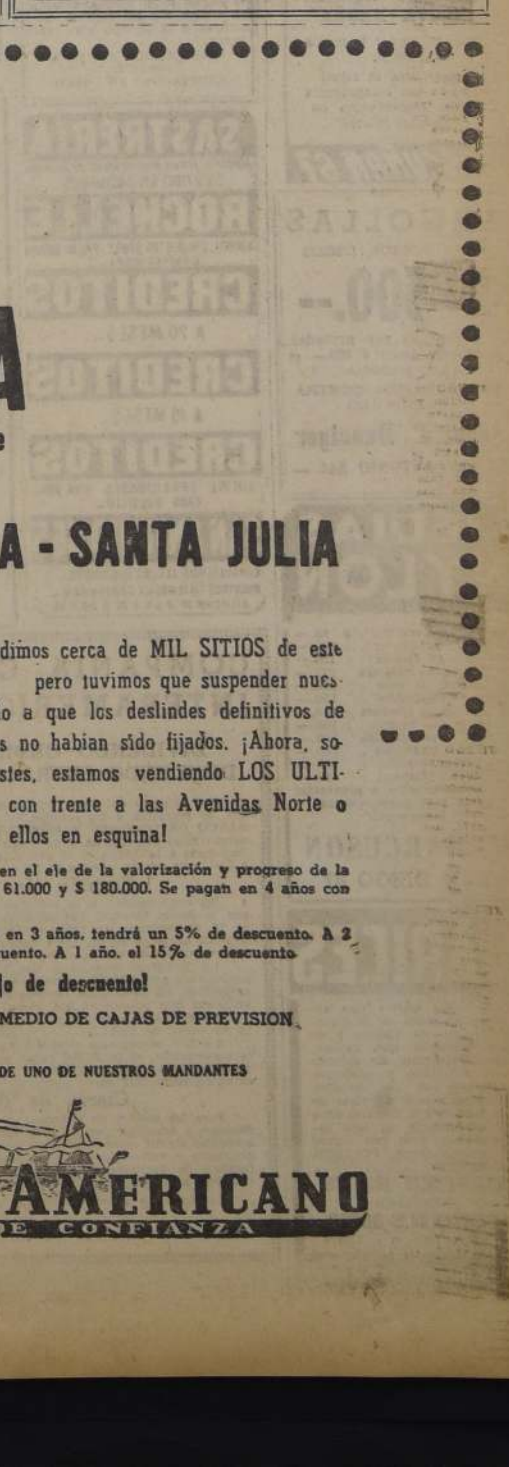 A
e
A - SANTA JULIA
dimos cerca de MIL SITIOS de este
pero tuvimos que suspender nues-
o a que los deslindes definitivos de
s no habian sido fijados. ¡Ahora, so-
stes, estamos vendiendo LOS ULTI-
con frente a las Avenidas Norte o
ellos en esquina!
en el eje de la valorización y progreso de la
61.000 y $ 180.000. Se pagan en 4 años con
en 3 años, tendrá un 5% de descuento. A 2
uento. A 1 año, el 15% de descuento
o de descuento!
MEDIO DE CAJAS DE PREVISION
DE UNO DE NUESTROS MANDANTES
AMERICANO
E CONFIANZA